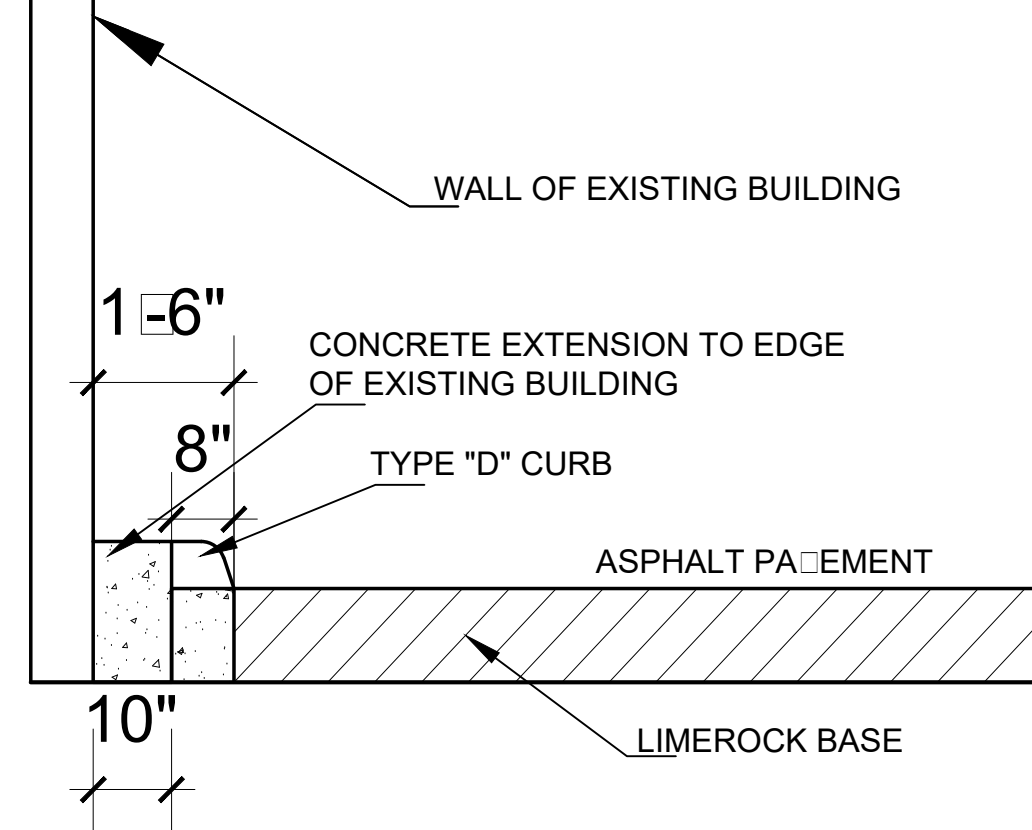 WALL OF EXISTING BUILDING
1□-6"
CONCRETE EXTENSION TO EDGE
OF EXISTING BUILDING
8"
TYPE "D" CURB
ASPHALT PA□EMENT
10"
LIMEROCK BASE